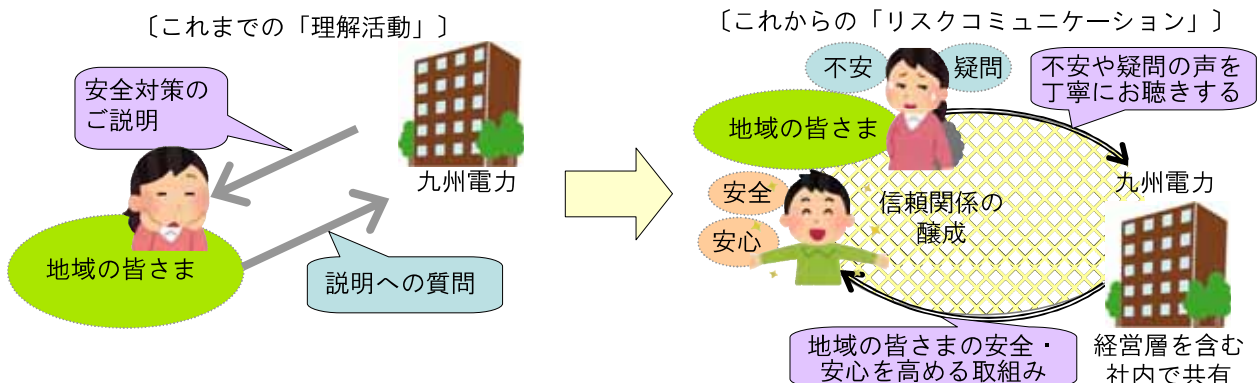 〔これまでの「理解活動」〕
安全対策の
ご説明
九州電力
地域の皆さま
説明への質問
〔これからの「リスクコミュニケーション」〕
不安
疑問
不安や疑問の声を
丁寧にお聴きする
地域の皆さま
安全
安心
信頼関係の
醸成
九州電力
地域の皆さまの安全・
安心を高める取組み
経営層を含む
社内で共有